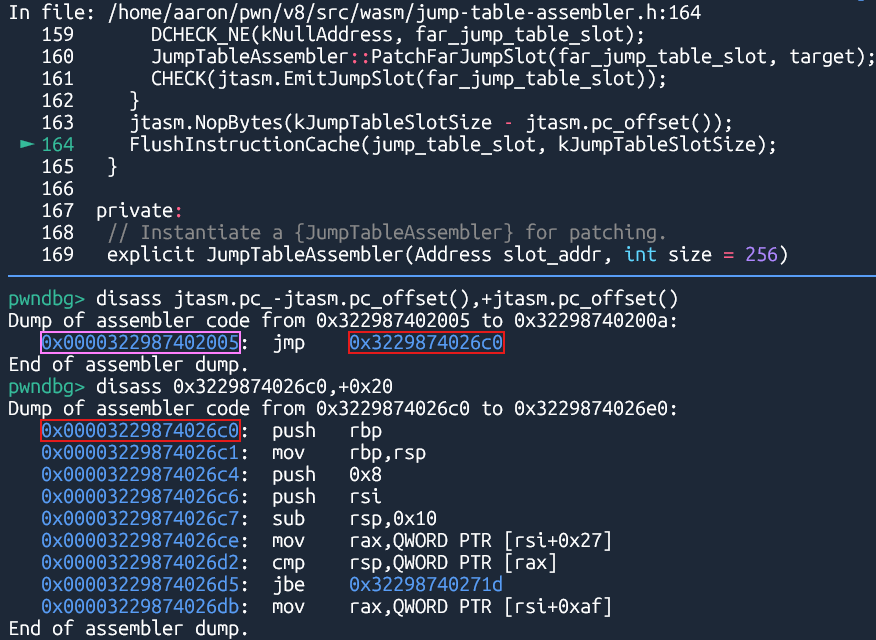 In file: /home/aaron/pwn/v8/src/wasm/jump-table-assembler.h:164
159 DCHECK_NE(kNullAddress, far_jump_table_slot);
160 JumpTableAssembler::PatchFarJumpSlot(far_jump_table_slot, target);
161 CHECK(jtasm.EmitJumpSlot(far_jump_table_slot));
162 }
163 jtasm.NopBytes(kJumpTableSlotSize - jtasm.pc_offset());
► 164 FlushInstructionCache(jump_table_slot, kJumpTableSlotSize);
165 }
166
167 private:
168 // Instantiate a {JumpTableAssembler} for patching.
169 explicit JumpTableAssembler(Address slot_addr, int size = 256)
pwndbg> disass jtasm.pc_-jtasm.pc_offset(),+jtasm.pc_offset()
Dump of assembler code from 0x322987402005 to 0x32298740200a:
0x0000322987402005: jmp 0x3229874026c0
End of assembler dump.
pwndbg> disass 0x3229874026c0,+0x20
Dump of assembler code from 0x3229874026c0 to 0x3229874026e0:
0x00003229874026c0: push rbp
0x00003229874026c1: mov rbp,rsp
0x00003229874026c4: push 0x8
0x00003229874026c6: push rsi
0x00003229874026c7: sub rsp,0x10
0x00003229874026ce: mov rax,QWORD PTR [rsi+0x27]
0x00003229874026d2: cmp rsp,QWORD PTR [rax]
0x00003229874026d5: jbe 0x32298740271d
0x00003229874026db: mov rax,QWORD PTR [rsi+0xaf]
End of assembler dump.